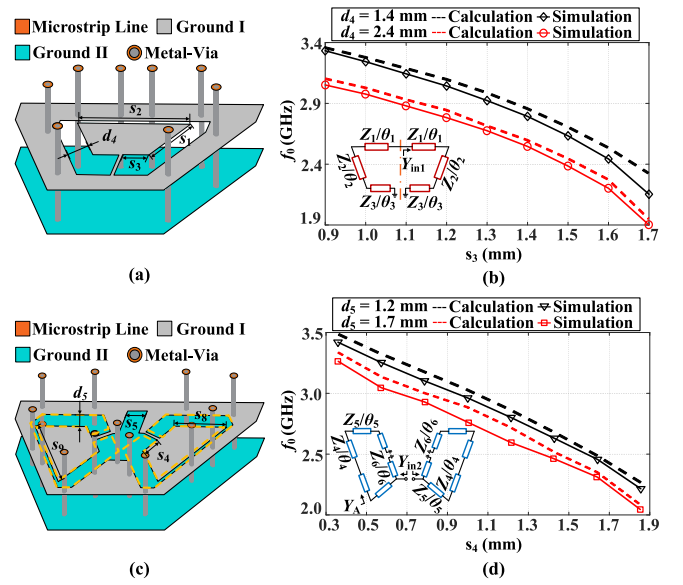 Microstrip Line Ground I
Ground II Metal-Via
s2
s1
d4
s3
(a)
d4 = 1.4 mm Calculation Simulation
d4 = 2.4 mm Calculation Simulation
3.4
2.9
2.4
1.9
f0 (GHz)
Z1/θ1 Z1/θ1
Yin1
Z2/θ2 Z2/θ2
Z3/θ3 Z3/θ3
0.9 1.0 1.1 1.2 1.3 1.4 1.5 1.6 1.7
s3 (mm)
(b)
Microstrip Line Ground I
Ground II Metal-Via
d5
s5 s8
s9 s4
(c)
d5 = 1.2 mm Calculation Simulation
d5 = 1.7 mm Calculation Simulation
3.5
3.0
2.5
2.0
f0 (GHz)
Z5/θ5 Z6/θ6
Z4/θ4 Z6/θ6 Yin2 Z4/θ4
YA Z5/θ5
0.3 0.5 0.7 0.9 1.1 1.3 1.5 1.7 1.9
s4 (mm)
(d)